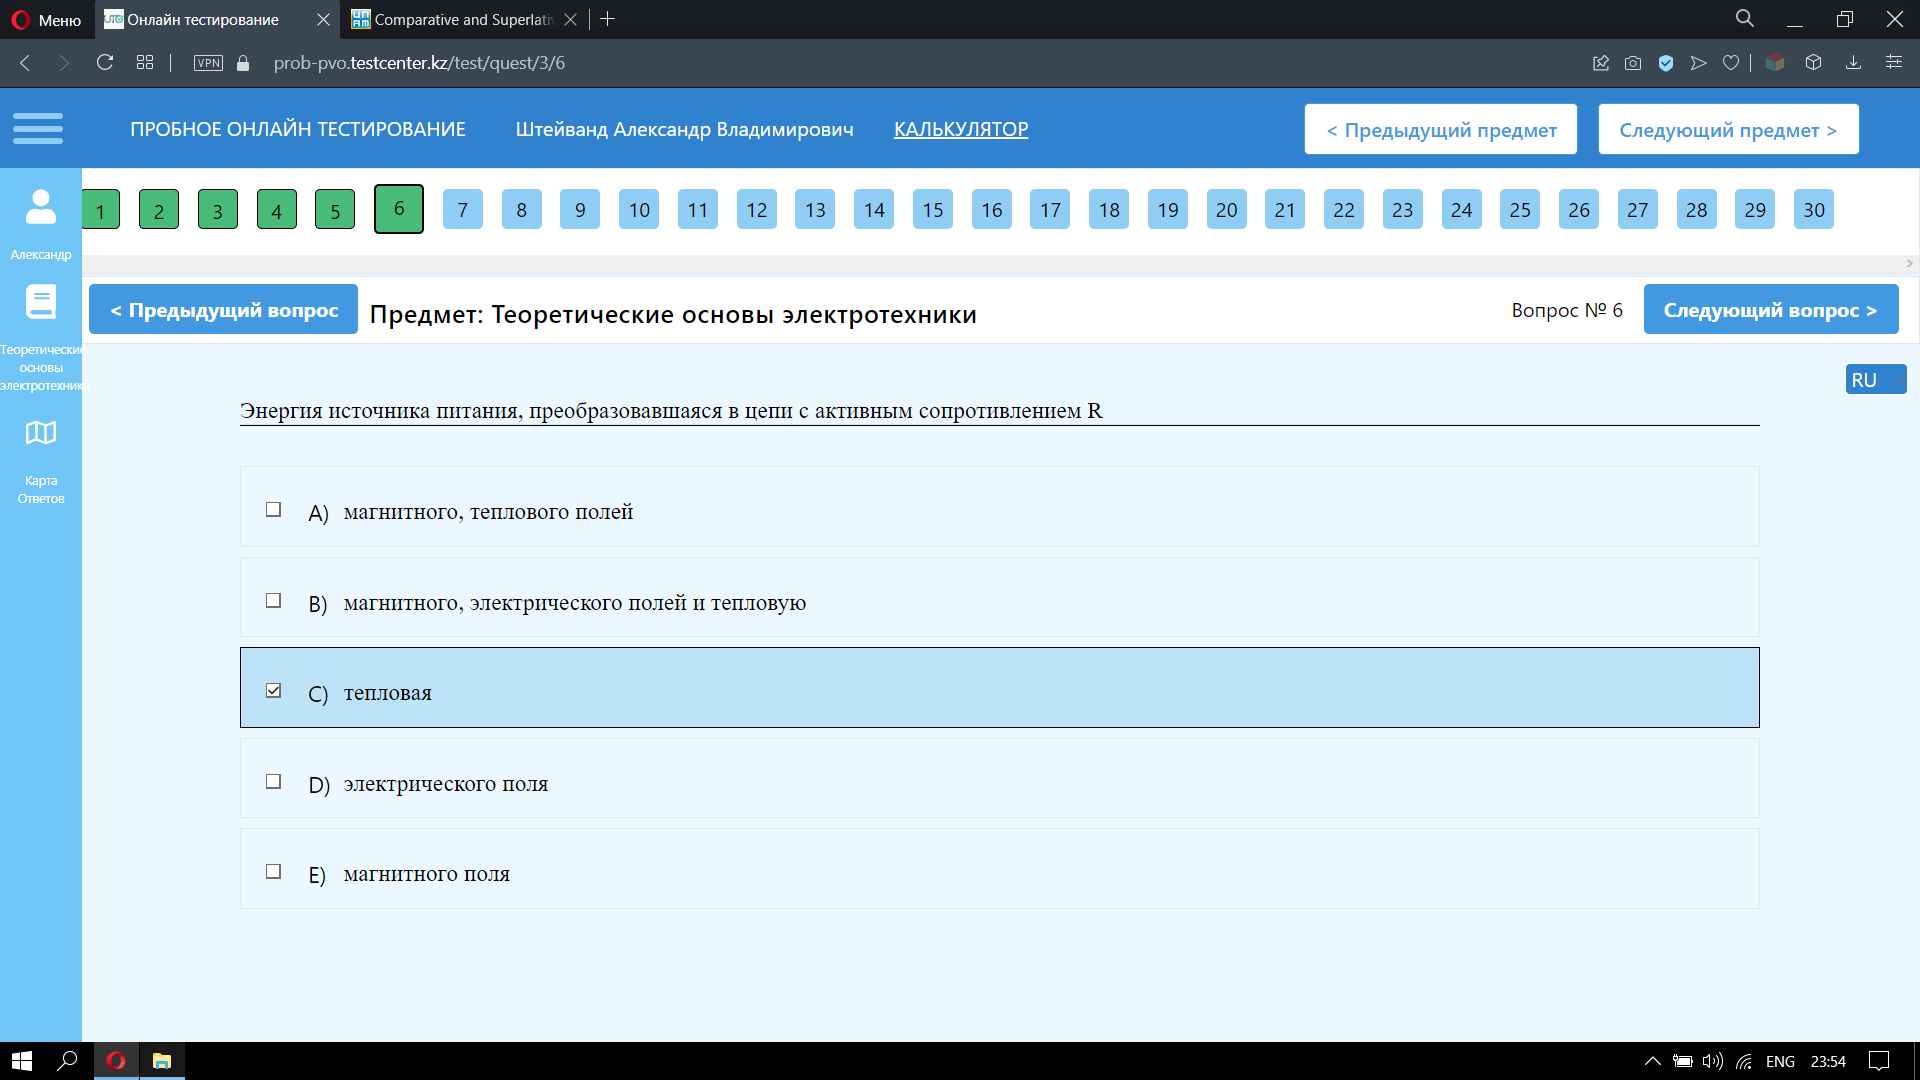 Меню
Онлайн тестирование
Comparative and Superlati
VPN
prob-pvo.testcenter.kz/test/quest/3/6
ПРОБНОЕ ОНЛАЙН ТЕСТИРОВАНИЕ
Штейванд Александр Владимирович
КАЛЬКУЛЯТОР
< Предыдущий предмет
Следующий предмет >
1 2 3 4 5 6 7 8 9 10 11 12 13 14 15 16 17 18 19 20 21 22 23 24 25 26 27 28 29 30
Александр
< Предыдущий вопрос
Предмет: Теоретические основы электротехники
Вопрос № 6
Следующий вопрос >
Теоретические
основы
электротехники
RU
Карта
Ответов
Энергия источника питания, преобразовавшаяся в цепи с активным сопротивлением R
A) магнитного, теплового полей
B) магнитного, электрического полей и тепловую
C) тепловая
D) электрического поля
E) магнитного поля
ENG
23:54